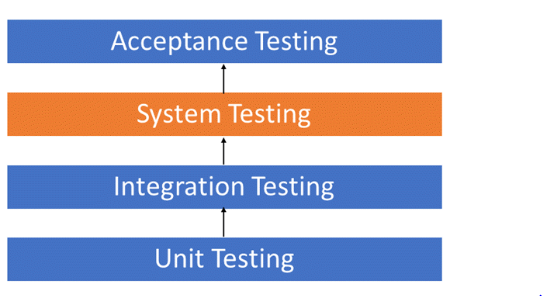 Acceptance Testing
System Testing
Integration Testing
Unit Testing